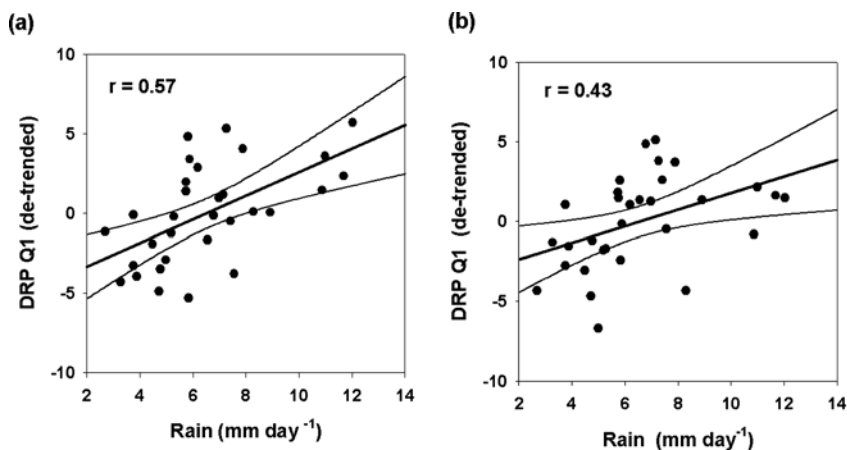 (a)
r = 0.57
10
5
0
-5
-10
DRP Q1 (de-trended)
2 4 6 8 10 12 14
Rain (mm day -1)
(b)
r = 0.43
10
5
0
-5
-10
DRP Q1 (de-trended)
2 4 6 8 10 12 14
Rain (mm day -1)